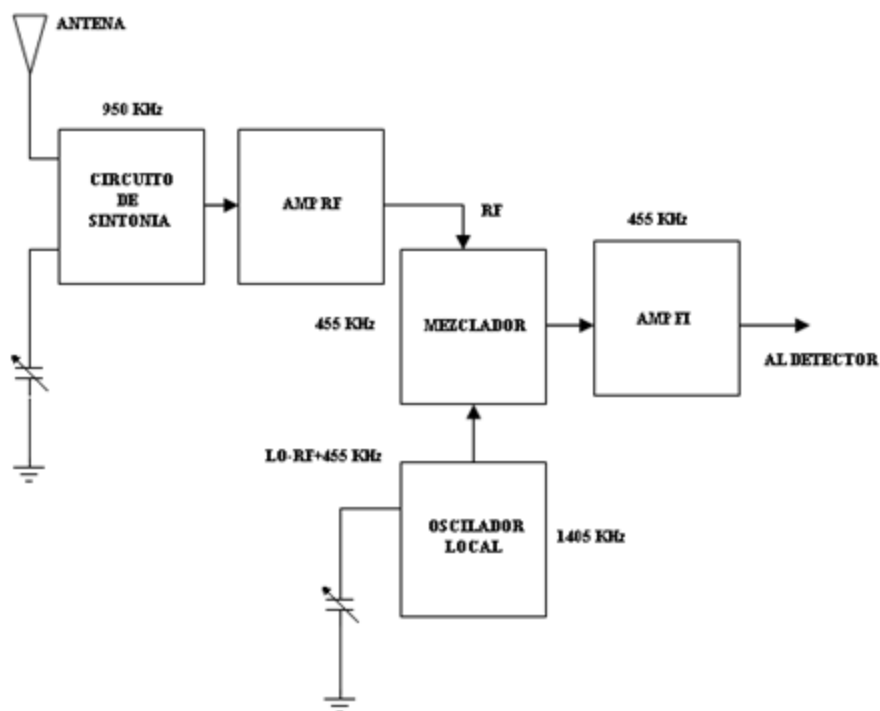 ANTENA
950 KHz
CIRCUITO
DE
SINTONIA
AMP RF
RF
455 KHz
455 KHz
MEZCLADOR
AMP FI
AL DETECTOR
LO-RF+455 KHz
OSCILADOR
LOCAL
1405 KHz